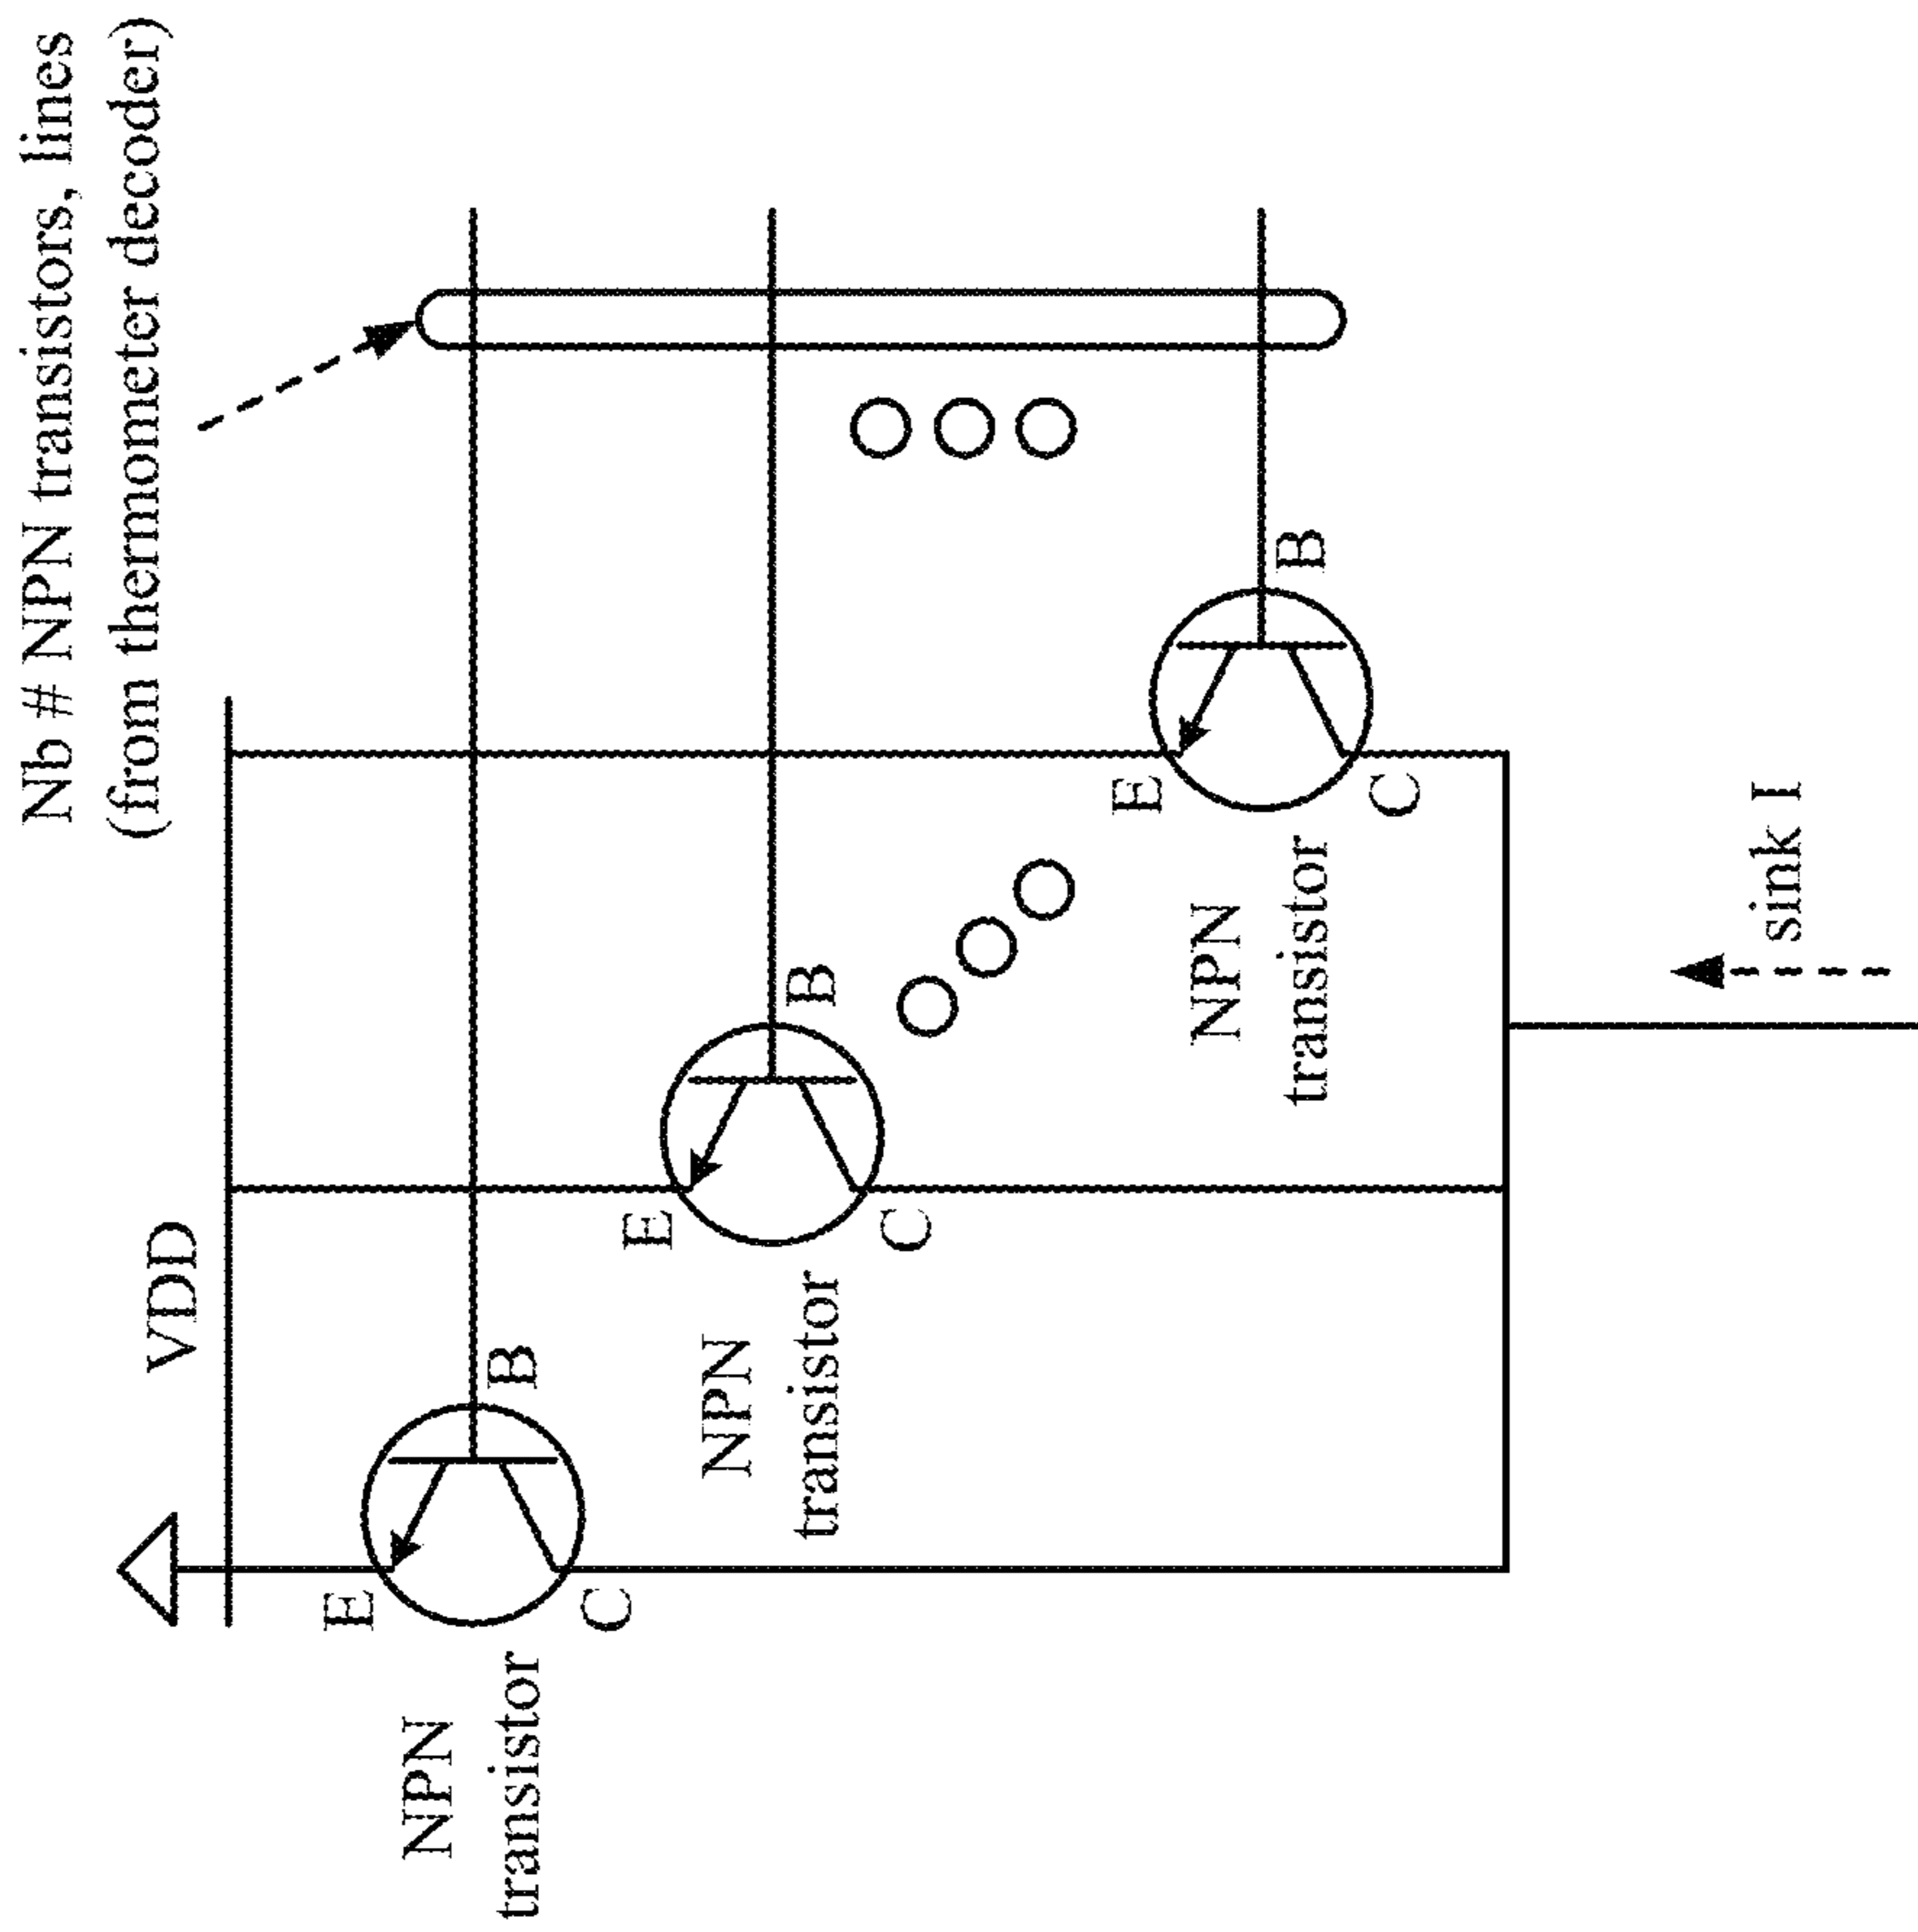 Nb # NPN transistors, lines
(from thermometer decoder)
VDD
E
B
C
NPN
transistor
E
B
C
NPN
transistor
E
B
C
NPN
transistor
sink I